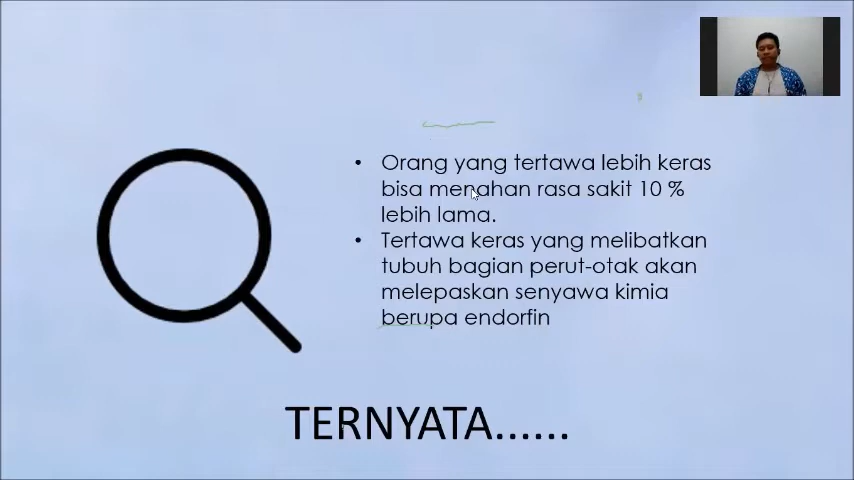 • Orang yang tertawa lebih keras
bisa menahan rasa sakit 10 %
lebih lama.
• Tertawa keras yang melibatkan
tubuh bagian perut-otak akan
melepaskan senyawa kimia
berupa endorfin
TERNYATA......